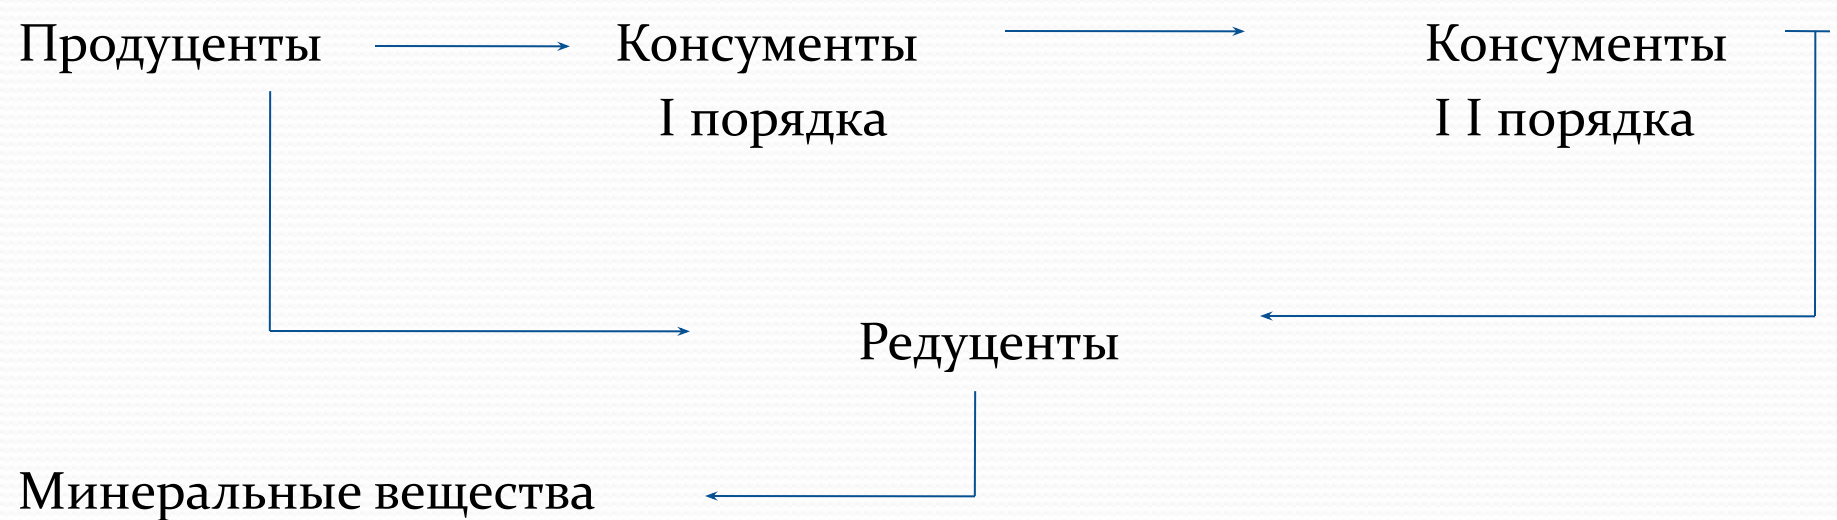 Продуценты Консументы Консументы
I порядка I I порядка
Редуценты
Минеральные вещества